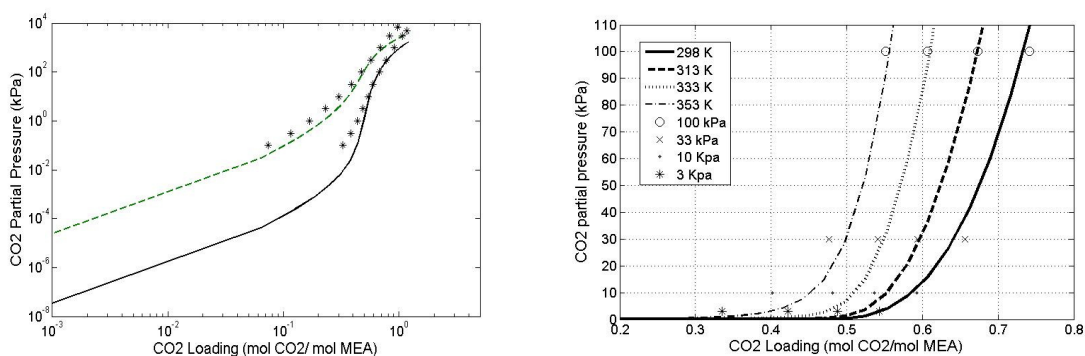 CO2 Partial Pressure (kPa)
10^4
10^2
10^0
10^-2
10^-4
10^-6
10^-8
10^-3
10^-2
10^-1
10^0
CO2 Loading (mol CO2/ mol MEA)
CO2 partial pressure (kPa)
110
100
90
80
70
60
50
40
30
20
10
0
298 K
313 K
333 K
353 K
100 kPa
33 kPa
10 Kpa
3 Kpa
0.2 0.3 0.4 0.5 0.6 0.7 0.8
CO2 Loading (mol CO2/mol MEA)